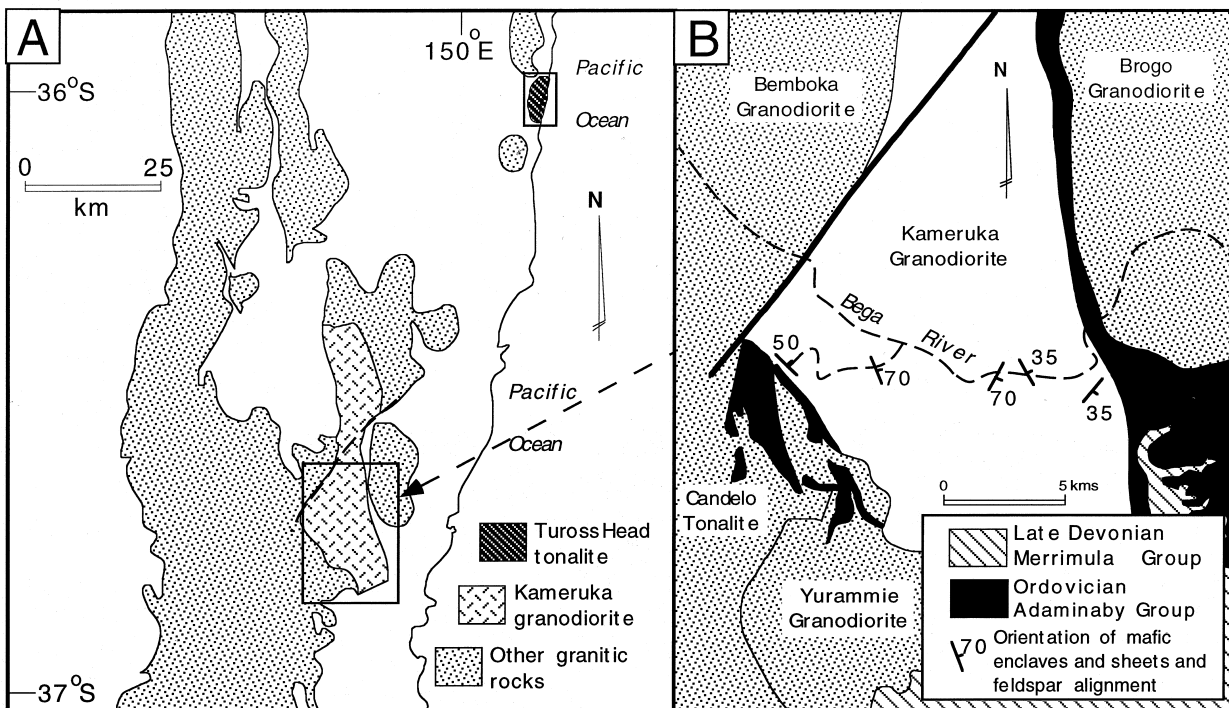 A
150°E
36°S
Pacific
Ocean
0 25
km
N
Pacific
Ocean
Tuross Head
tonalite
Kameruka
granodiorite
Other granitic
rocks
37°S
B
Bemboka
Granodiorite
N
Brogo
Granodiorite
Kameruka
Granodiorite
Bega
River
50
70
70
35
35
Candelo
Tonalite
0 5 kms
Yurammie
Granodiorite
Late Devonian
Merrimula Group
Ordovician
Adaminaby Group
70 Orientation of mafic
enclaves and sheets and
feldspar alignment